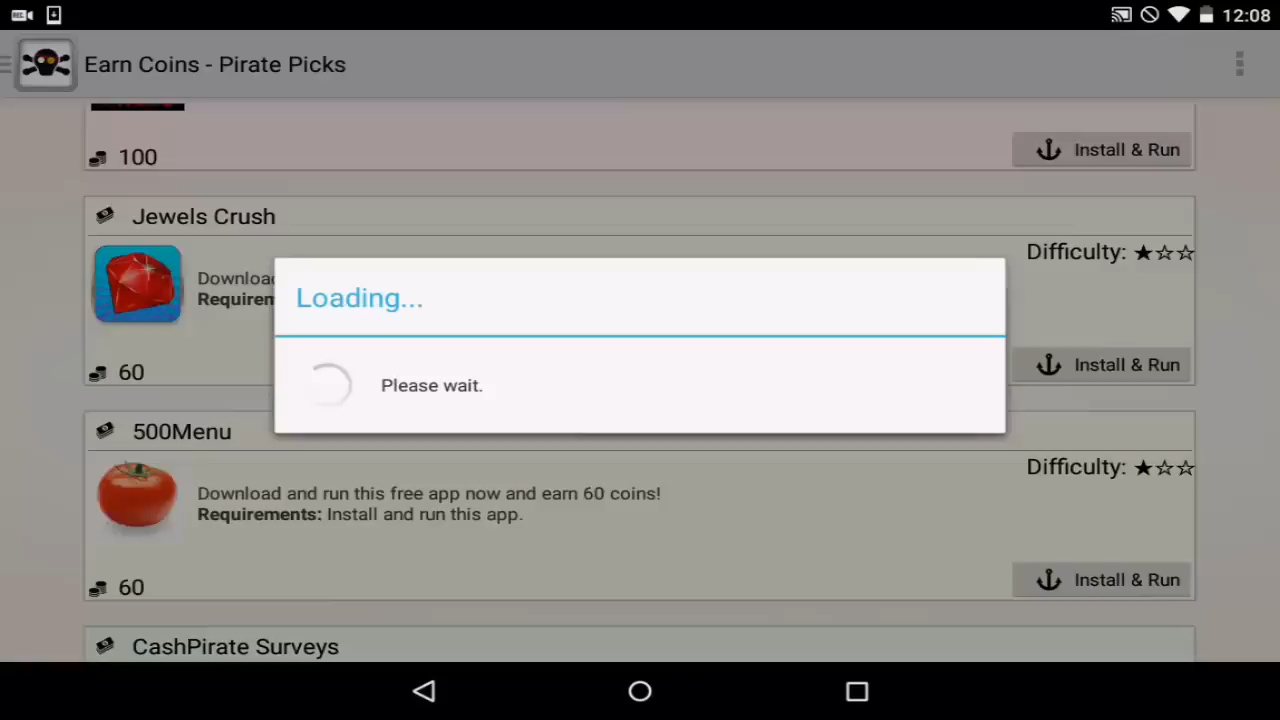 REC
12:08
Earn Coins - Pirate Picks
100
Install & Run
Jewels Crush
Difficulty: ★☆☆
Downloa
Requirem
60
Install & Run
Loading...
Please wait.
500Menu
Difficulty: ★☆☆
Download and run this free app now and earn 60 coins!
Requirements: Install and run this app.
60
Install & Run
CashPirate Surveys